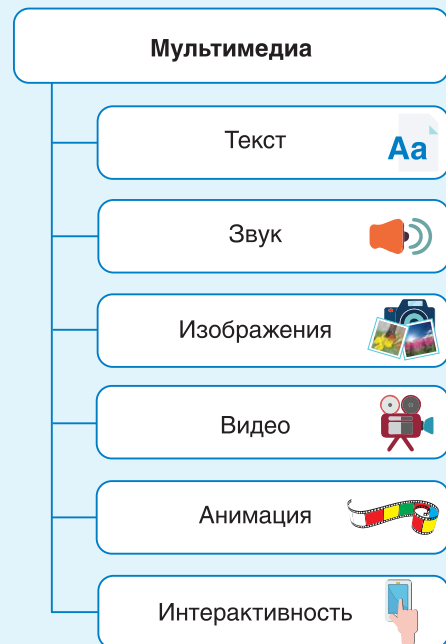 Мультимедиа
Текст
Aa
Звук
Изображения
Видео
Анимация
Интерактивность